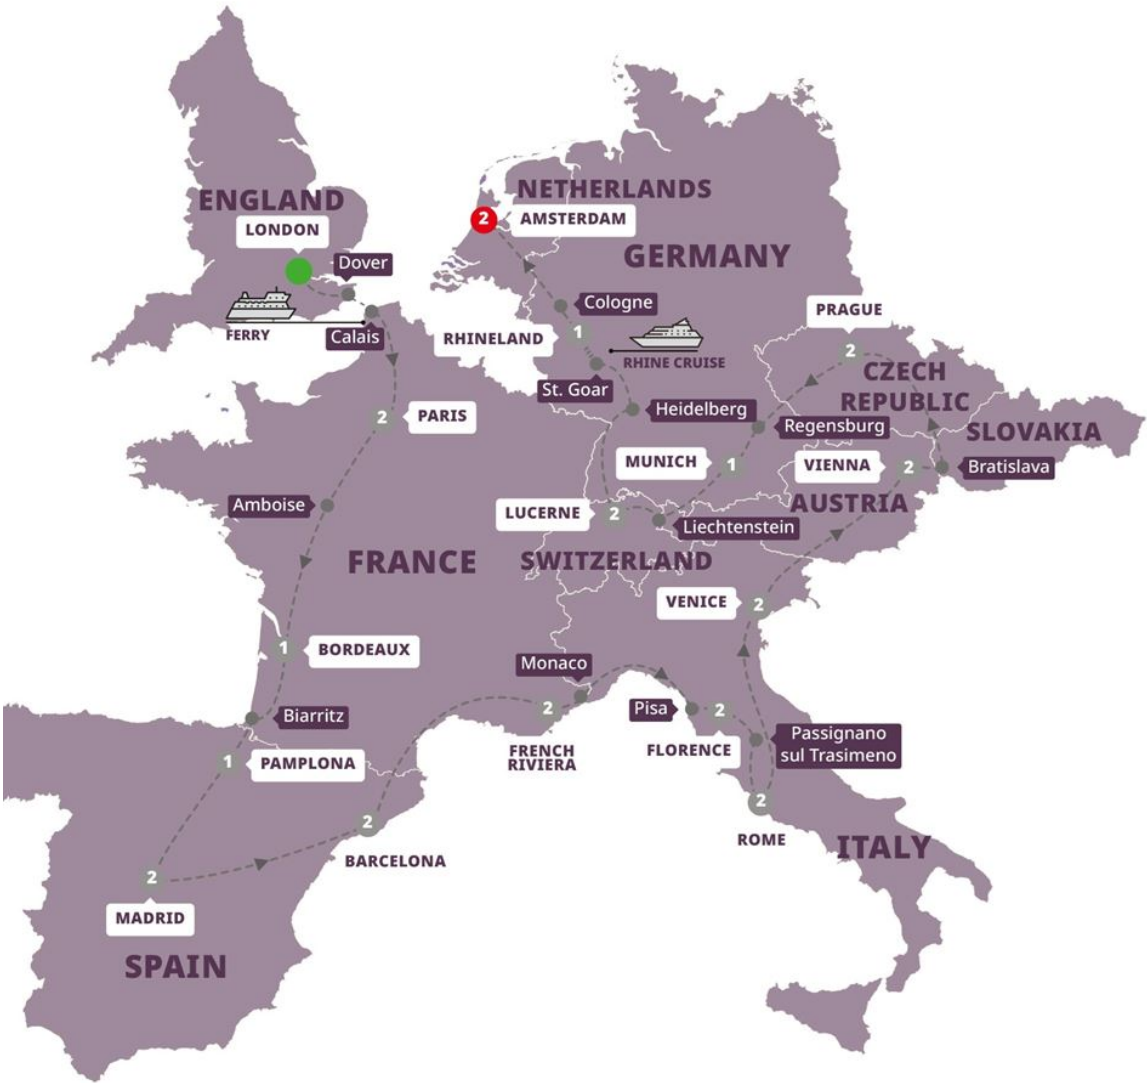 ENGLAND
LONDON
Dover
FERRY
Calais
NETHERLANDS
2
AMSTERDAM
GERMANY
Cologne
1
RHINELAND
RHINE CRUISE
St. Goar
Heidelberg
PRAGUE
2
CZECH
REPUBLIC
Regensburg
SLOVAKIA
MUNICH
1
VIENNA
2
Bratislava
AUSTRIA
LUCERNE
2
Liechtenstein
SWITZERLAND
2
PARIS
Amboise
FRANCE
1
BORDEAUX
Biarritz
1
PAMPLONA
2
MADRID
SPAIN
2
BARCELONA
Monaco
2
FRENCH
RIVIERA
Pisa
2
FLORENCE
VENICE
2
Passignano
sul Trasimeno
2
ROME
ITALY